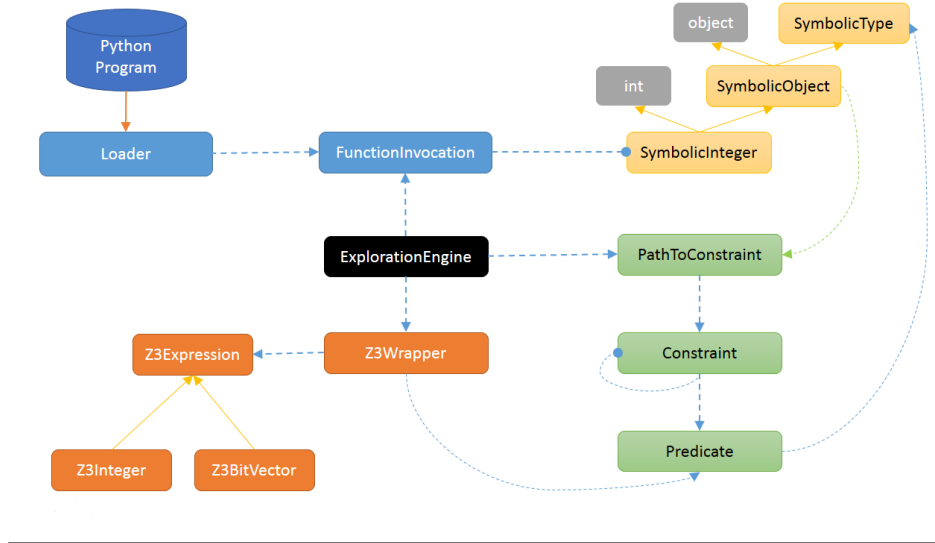 object
SymbolicType
Python
Program
int
SymbolicObject
Loader
FunctionInvocation
SymbolicInteger
ExplorationEngine
PathToConstraint
Z3Expression
Z3Wrapper
Constraint
Z3Integer
Z3BitVector
Predicate